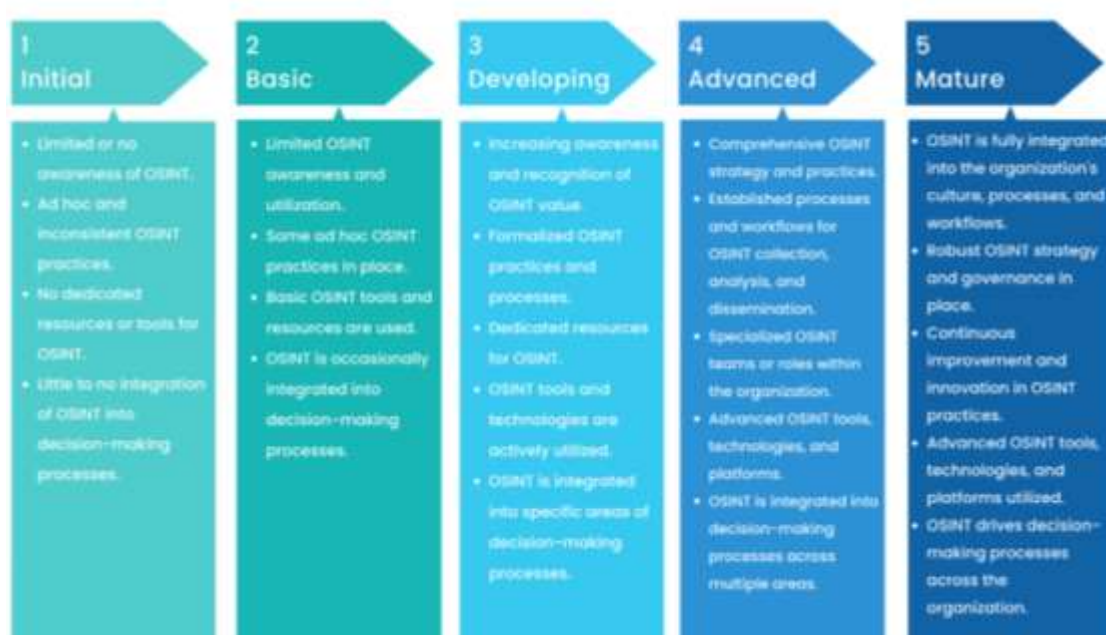 1
Initial
• Limited or no
awareness of OSINT.
• Ad hoc and
inconsistent OSINT
practices.
• No dedicated
resources or tools for
OSINT.
• Little to no integration
of OSINT into
decision-making
processes.
2
Basic
• Limited OSINT
awareness and
utilization.
• Some ad hoc OSINT
practices in place.
• Basic OSINT tools and
resources are used.
• OSINT is occasionally
integrated into
decision-making
processes.
3
Developing
• Increasing awareness
and recognition of
OSINT value.
• Formalized OSINT
practices and
processes.
• Dedicated resources
for OSINT.
• OSINT tools and
technologies are
actively utilized.
• OSINT is integrated
into specific areas of
decision-making
processes.
4
Advanced
• Comprehensive OSINT
strategy and practices.
• Established processes
and workflows for
OSINT collection,
analysis, and
dissemination.
• Specialized OSINT
teams or roles within
the organization.
• Advanced OSINT tools,
technologies, and
platforms.
• OSINT is integrated into
decision-making
processes across
multiple areas.
5
Mature
• OSINT is fully integrated
into the organization's
culture, processes, and
workflows.
• Robust OSINT strategy
and governance in
place.
• Continuous
improvement and
innovation in OSINT
practices.
• Advanced OSINT tools,
technologies, and
platforms utilized.
• OSINT drives decision-
making processes
across the
organization.